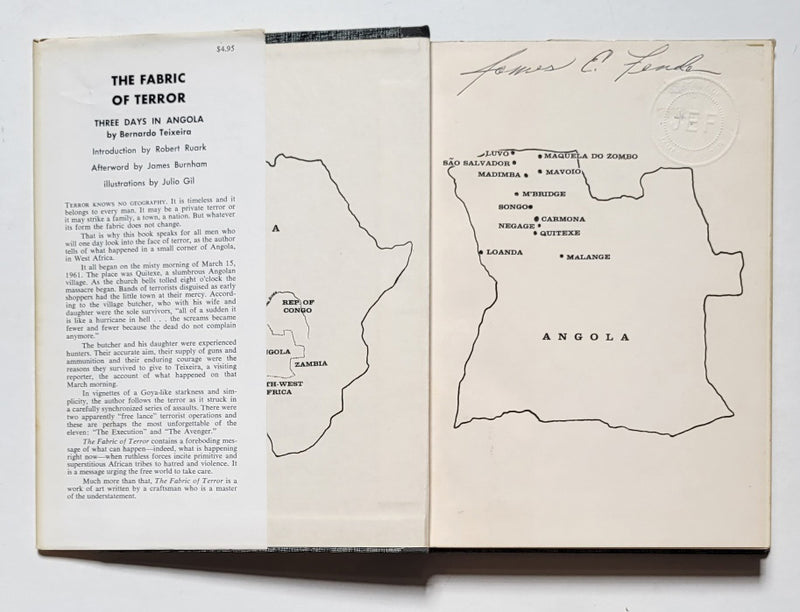 $4.95
THE FABRIC
OF TERROR
THREE DAYS IN ANGOLA
by Bernardo Teixeira
Introduction by Robert Ruark
Afterword by James Burnham
illustrations by Julio Gil
TERROR KNOWS NO GEOGRAPHY. It is timeless and it
belongs to every man. It may be a private terror or
it may strike a family, a town, a nation. But whatever
its form the fabric does not change.
That is why this book speaks for all men who
will one day look into the face of terror, as the author
tells of what happened in a small corner of Angola,
in West Africa.
It all began on the misty morning of March 15,
1961. The place was Quitexe, a slumbrous Angolan
village. As the church bells tolled eight o'clock the
massacre began. Bands of terrorists disguised as early
shoppers had the little town at their mercy. Accord-
ing to the village butcher, who with his wife and
daughter were the sole survivors, "all of a sudden it
is like a hurricane in hell . . . the screams became
fewer and fewer because the dead do not complain
anymore."
The butcher and his daughter were experienced
hunters. Their accurate aim, their supply of guns and
ammunition and their enduring courage were the
reasons they survived to give to Teixeira, a visiting
reporter, the account of what happened on that
March morning.
In vignettes of a Goya-like starkness and sim-
plicity, the author follows the terror as it struck in
a carefully synchronized series of assaults. There were
two apparently "free lance" terrorist operations and
these are perhaps the most unforgettable of the
eleven: "The Execution" and "The Avenger."
The Fabric of Terror contains a foreboding mes-
sage of what can happen—indeed, what is happening
right now—when ruthless forces incite primitive and
superstitious African tribes to hatred and violence. It
is a message urging the free world to take care.
Much more than that, The Fabric of Terror is a
work of art written by a craftsman who is a master
of the understatement.
A
REP OF
CONGO
GOLA
ZAMBIA
TH-WEST
FRICA
James E.
JEF
LUVO
MAQUELA DO ZOMBO
SÃO SALVADOR
MADIMBA
MAVOIO
M'BRIDGE
SONGO
CARMONA
NEGAGE
QUITEXE
LOANDA
MALANGE
ANGOLA